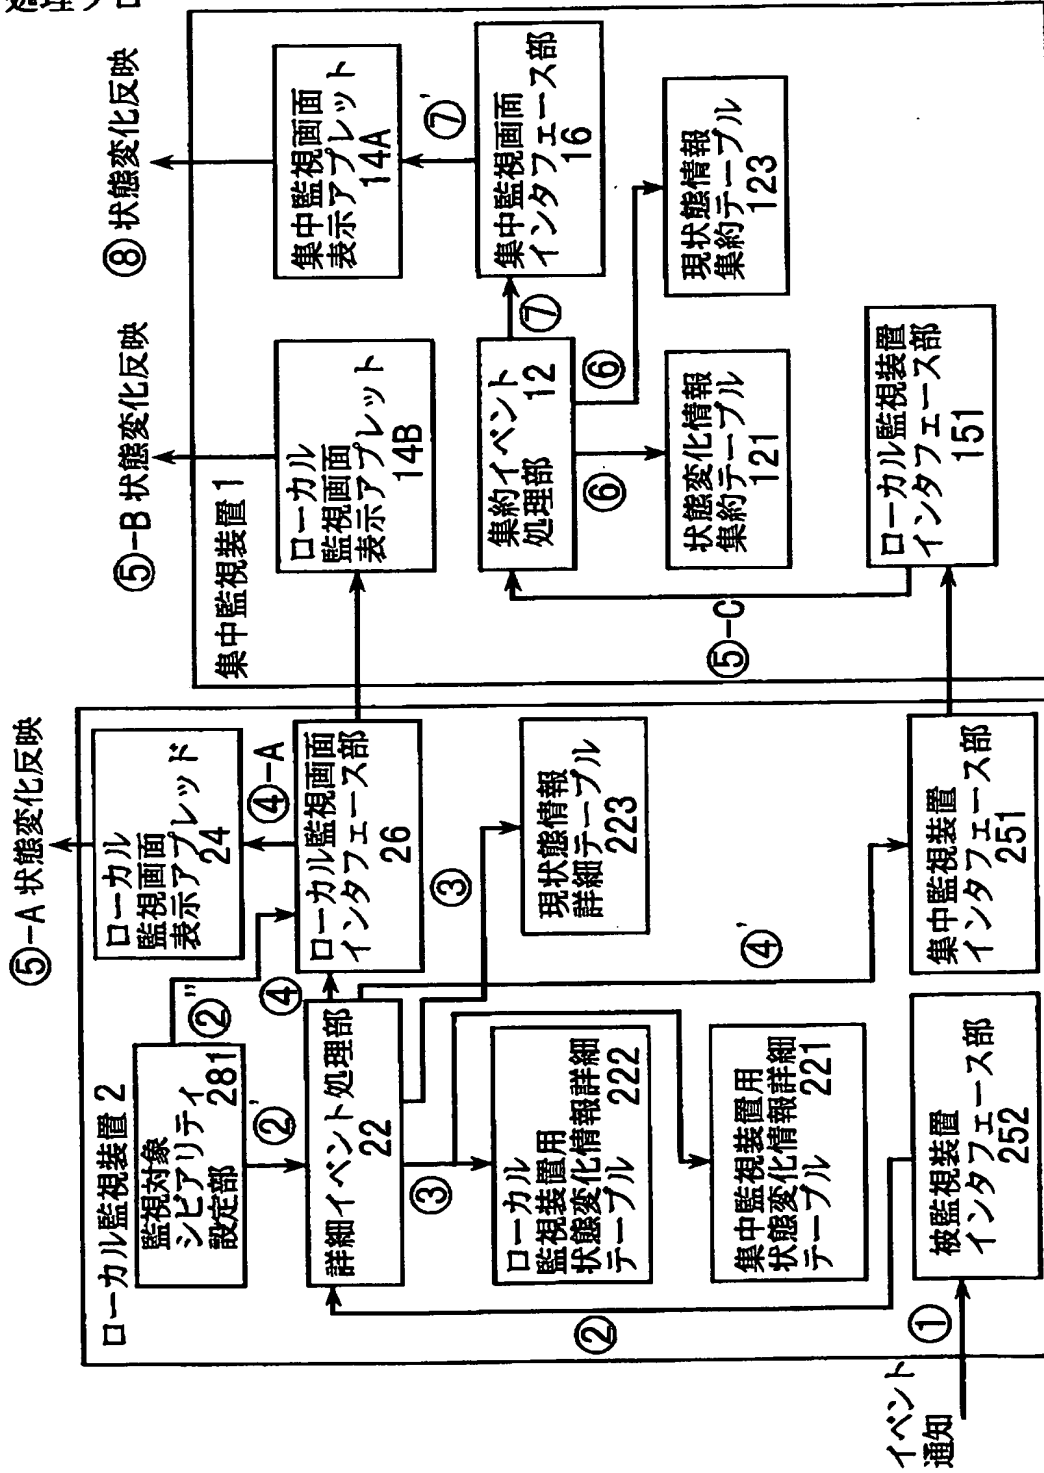 処理フロー
ローカル監視装置 2
監視対象
シビアリティ
設定部 281
②'
②''
ローカル
監視画面
表示アプレッド
24
⑤-A 状態変化反映
④-A
詳細イベント処理部
22
④
ローカル監視画面
インタフェース部
26
③
③
ローカル
監視装置用
状態変化情報詳細
テーブル 222
現状態情報
詳細テーブル
223
集中監視装置用
状態変化情報詳細
テーブル 221
④'
②
イベント
通知
①
被監視装置
インタフェース部
252
集中監視装置
インタフェース部
251
集中監視装置 1
⑤-B 状態変化反映
⑧ 状態変化反映
ローカル
監視画面
表示アプレット
14B
集中監視画面
表示アプレット
14A
⑦'
集約イベント
処理部 12
⑦
集中監視画面
インタフェース部
16
⑥
⑥
状態変化情報
集約テーブル
121
現状態情報
集約テーブル
123
⑤-C
ローカル監視装置
インタフェース部
151